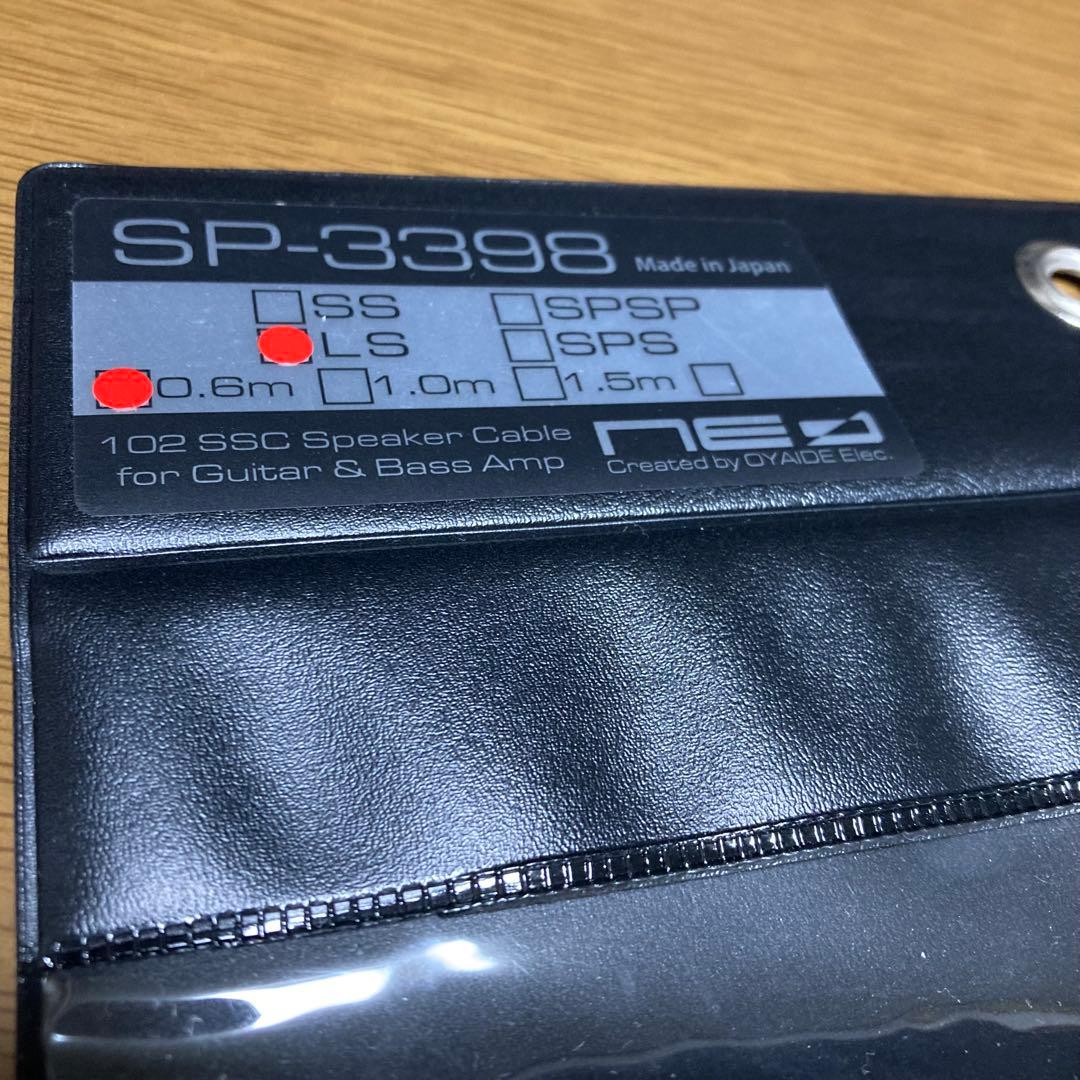 SP-3398 Made in Japan
SS SPSP
LS SPS
0.6m 1.0m 1.5m
102 SSC Speaker Cable
for Guitar & Bass Amp
NEO
Created by OYAIDE Elec.